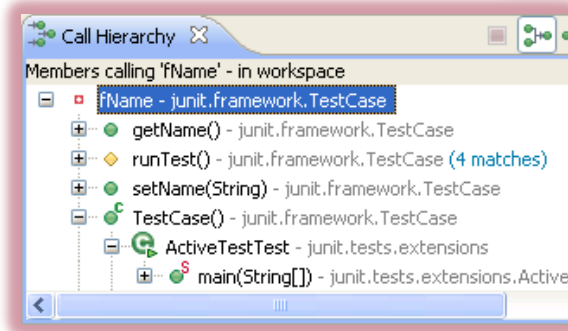 Call Hierarchy
Members calling 'fName' - in workspace
fName - junit.framework.TestCase
getName() - junit.framework.TestCase
runTest() - junit.framework.TestCase (4 matches)
setName(String) - junit.framework.TestCase
C TestCase() - junit.framework.TestCase
ActiveTestTest - junit.tests.extensions
S main(String[]) - junit.tests.extensions.Active